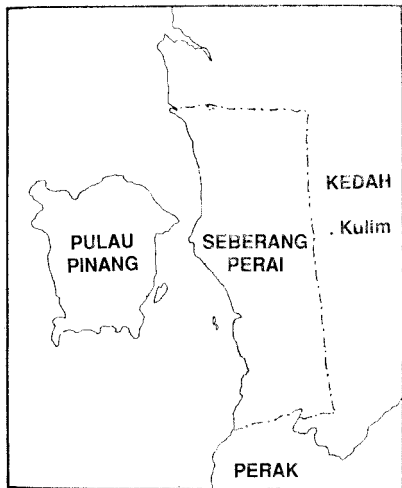 KEDAH
. Kulim
PULAU
PINANG
SEBERANG
PERAI
PERAK